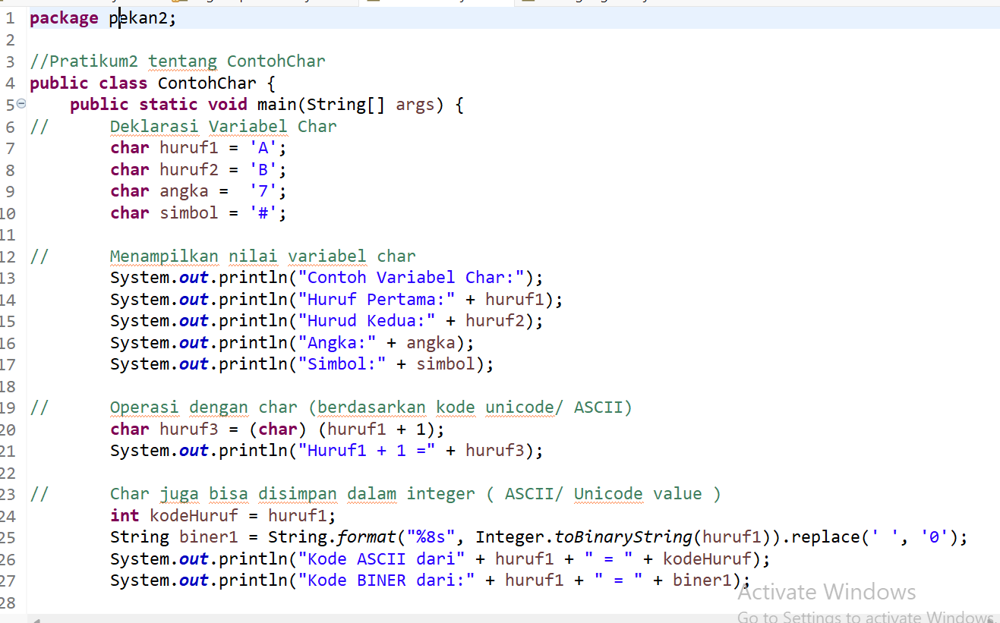 1 package pekan2;
2
3 //Pratikum2 tentang ContohChar
4 public class ContohChar {
5     public static void main(String[] args) {
6 //      Deklarasi Variabel Char
7         char huruf1 = 'A';
8         char huruf2 = 'B';
9         char angka =  '7';
10        char simbol = '#';
11
12 //     Menampilkan nilai variabel char
13        System.out.println("Contoh Variabel Char:");
14        System.out.println("Huruf Pertama:" + huruf1);
15        System.out.println("Hurud Kedua:" + huruf2);
16        System.out.println("Angka:" + angka);
17        System.out.println("Simbol:" + simbol);
18
19 //     Operasi dengan char (berdasarkan kode unicode/ ASCII)
20        char huruf3 = (char) (huruf1 + 1);
21        System.out.println("Huruf1 + 1 =" + huruf3);
22
23 //     Char juga bisa disimpan dalam integer ( ASCII/ Unicode value )
24        int kodeHuruf = huruf1;
25        String biner1 = String.format("%8s", Integer.toBinaryString(huruf1)).replace(' ', '0');
26        System.out.println("Kode ASCII dari" + huruf1 + " = " + kodeHuruf);
27        System.out.println("Kode BINER dari:" + huruf1 + " = " + biner1);
28
Activate Windows
Go to Settings to activate Windows.